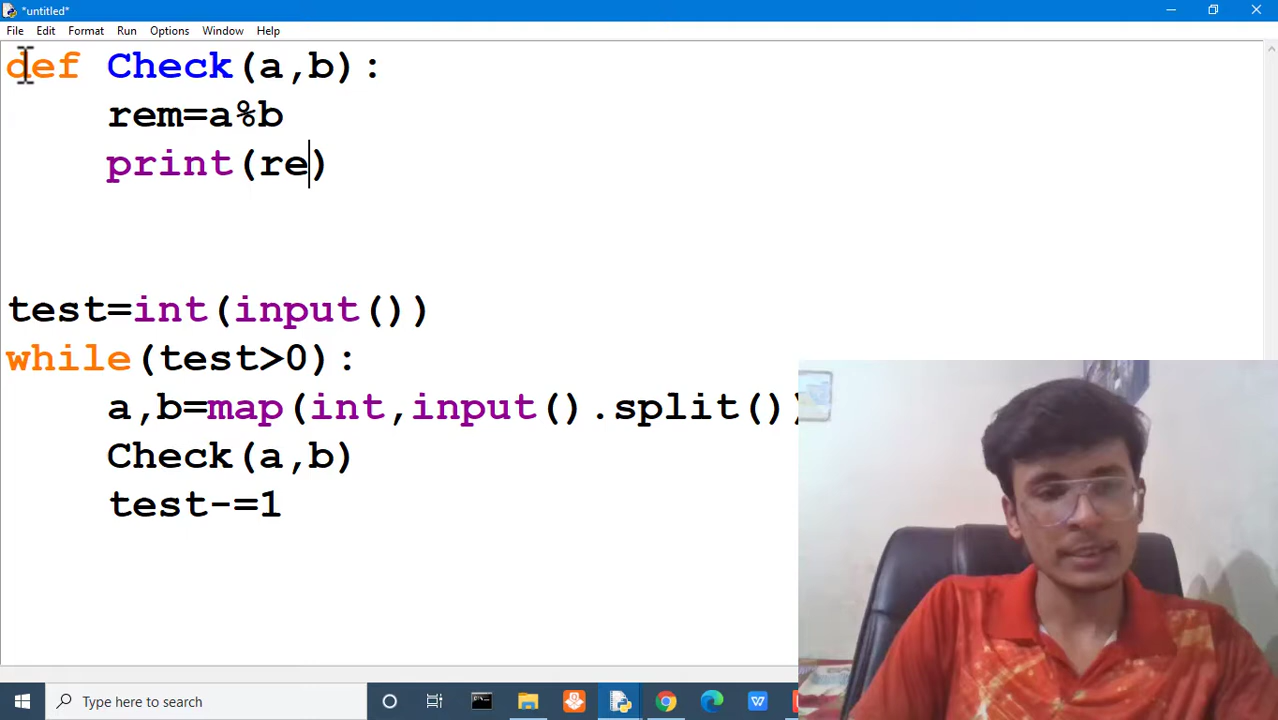 *untitled*
File Edit Format Run Options Window Help
def Check(a,b):
rem=a%b
print(re)
test=int(input())
while(test>0):
a,b=map(int,input().split())
Check(a,b)
test-=1
Type here to search